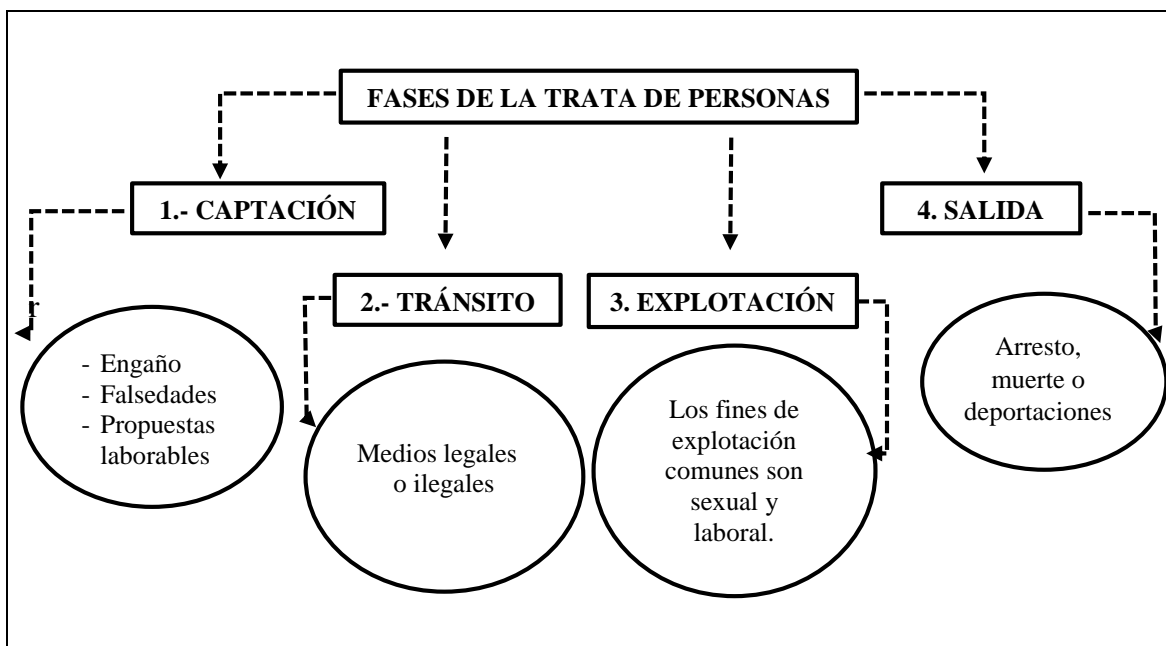 FASES DE LA TRATA DE PERSONAS
1.- CAPTACIÓN
4. SALIDA
2.- TRÁNSITO
3. EXPLOTACIÓN
r
- Engaño
- Falsedades
- Propuestas
laborables
Medios legales
o ilegales
Los fines de
explotación
comunes son
sexual y
laboral.
Arresto,
muerte o
deportaciones